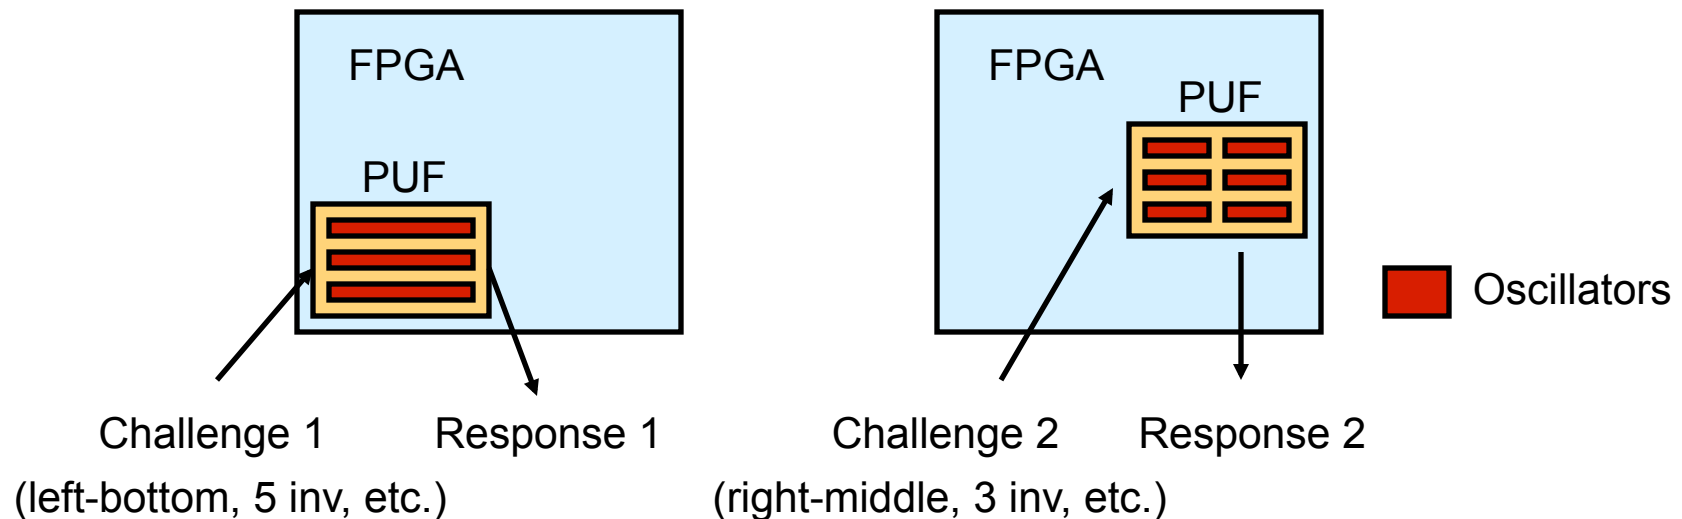 FPGA
PUF
Challenge 1
Response 1
(left-bottom, 5 inv, etc.)
FPGA
PUF
Challenge 2
Response 2
(right-middle, 3 inv, etc.)
Oscillators